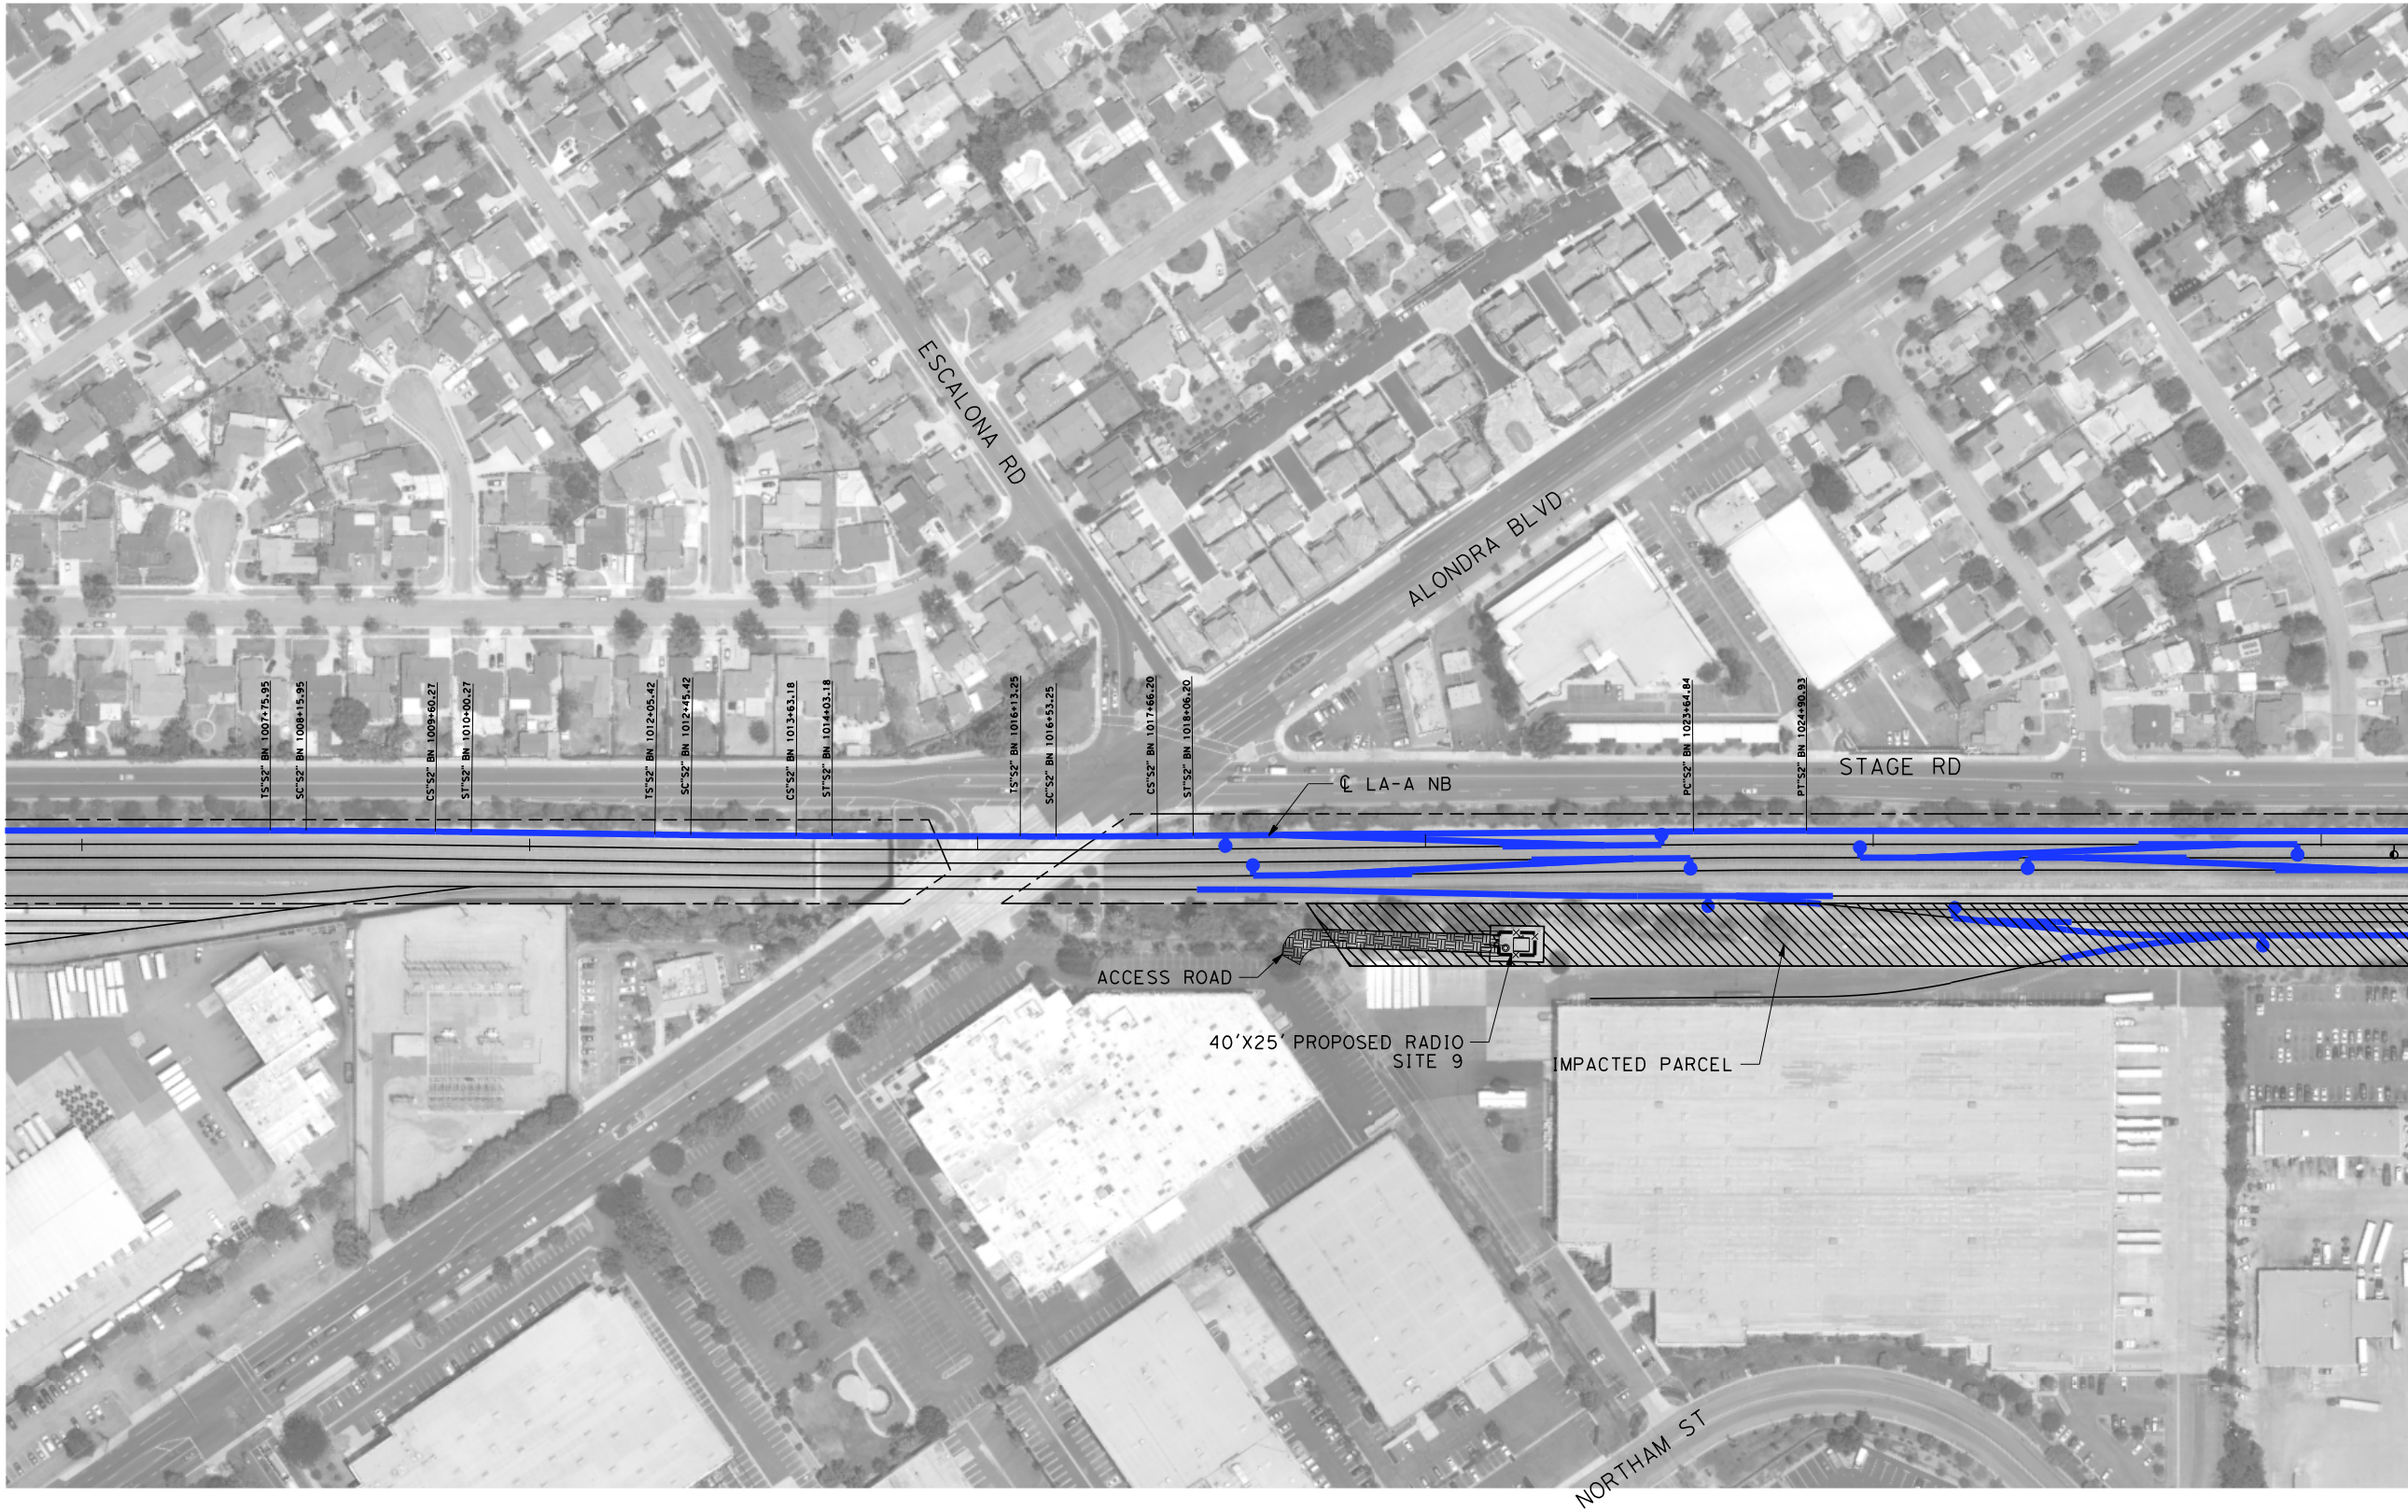 ESCALONA RD
ALONDRA BLVD
TS"S2" BN 1007+75.95
SC"S2" BN 1008+15.95
CS"S2" BN 1009+60.27
ST"S2" BN 1010+00.27
TS"S2" BN 1012+05.42
SC"S2" BN 1012+45.42
CS"S2" BN 1013+63.18
ST"S2" BN 1014+03.18
TS"S2" BN 1016+13.25
SC"S2" BN 1016+53.25
CS"S2" BN 1017+66.20
ST"S2" BN 1018+06.20
PC"S2" BN 1023+64.84
PT"S2" BN 1024+90.93
STAGE RD
℄ LA-A NB
ACCESS ROAD
40'X25' PROPOSED RADIO
SITE 9
IMPACTED PARCEL
NORTHAM ST